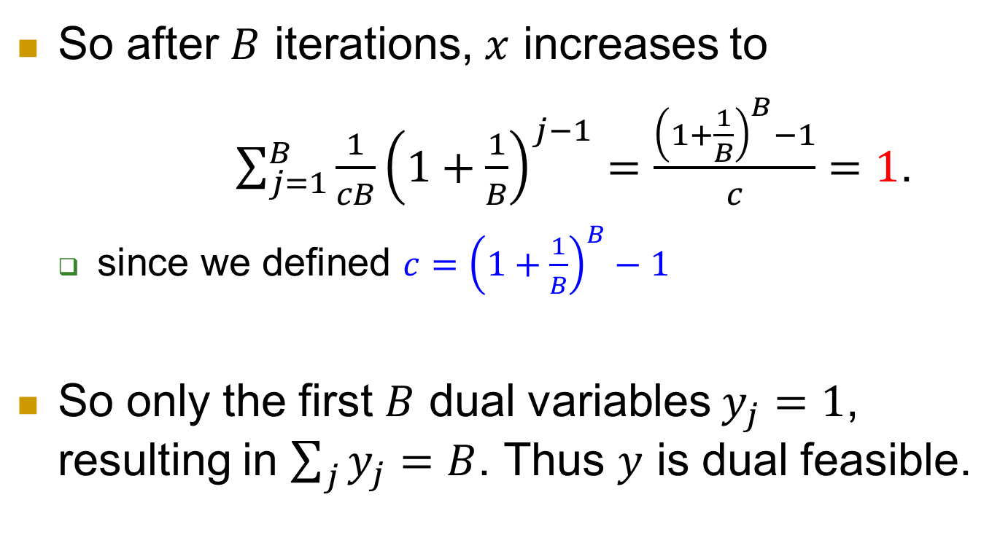 ■ So after 𝐵 iterations, 𝑥 increases to
$\sum_{j=1}^{B} \frac{1}{cB} \left(1 + \frac{1}{B}\right)^{j-1} = \frac{\left(1+\frac{1}{B}\right)^{B} - 1}{c} = 1.$
❑ since we defined $c = \left(1 + \frac{1}{B}\right)^{B} - 1$
■ So only the first 𝐵 dual variables $y_j = 1$,
resulting in $\sum_j y_j = B$. Thus 𝑦 is dual feasible.